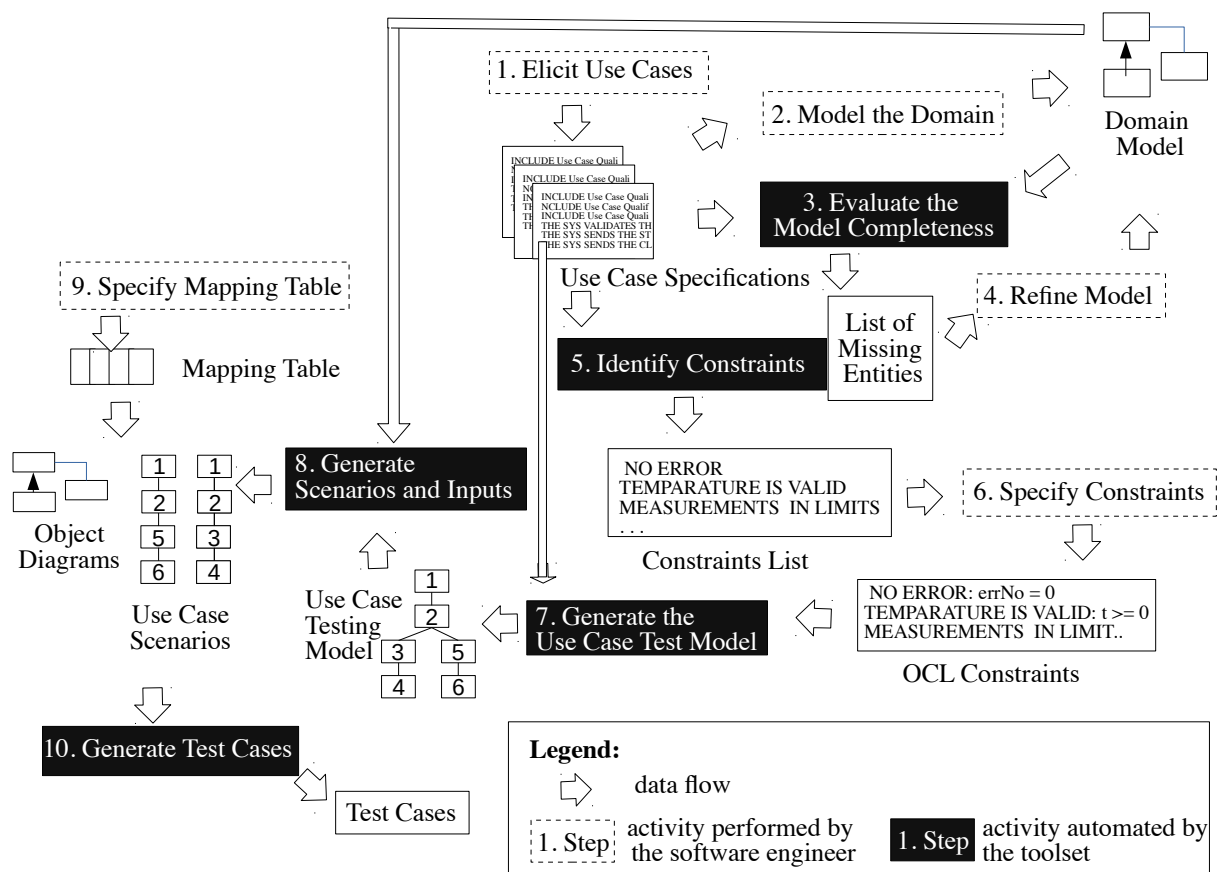 1. Elicit Use Cases
2. Model the Domain
Domain
Model
INCLUDE Use Case Quali
INCLUDE Use Case Quali
INCLUDE Use Case Quali
NCLUDE Use Case Qualif
INCLUDE Use Case Quali
THE SYS VALIDATES TH
THE SYS SENDS THE ST
THE SYS SENDS THE CL
3. Evaluate the
Model Completeness
Use Case Specifications
9. Specify Mapping Table
4. Refine Model
List of
Missing
Entities
5. Identify Constraints
Mapping Table
8. Generate
Scenarios and Inputs
NO ERROR
TEMPARATURE IS VALID
MEASUREMENTS IN LIMITS
. . .
Constraints List
6. Specify Constraints
Object
Diagrams
1
2
5
6
1
2
3
4
Use Case
Scenarios
Use Case
Testing
Model
1
2
3
5
4
6
7. Generate the
Use Case Test Model
NO ERROR: errNo = 0
TEMPARATURE IS VALID: t >= 0
MEASUREMENTS IN LIMIT..
OCL Constraints
10. Generate Test Cases
Test Cases
Legend:
data flow
1. Step
activity performed by
the software engineer
1. Step
activity automated by
the toolset